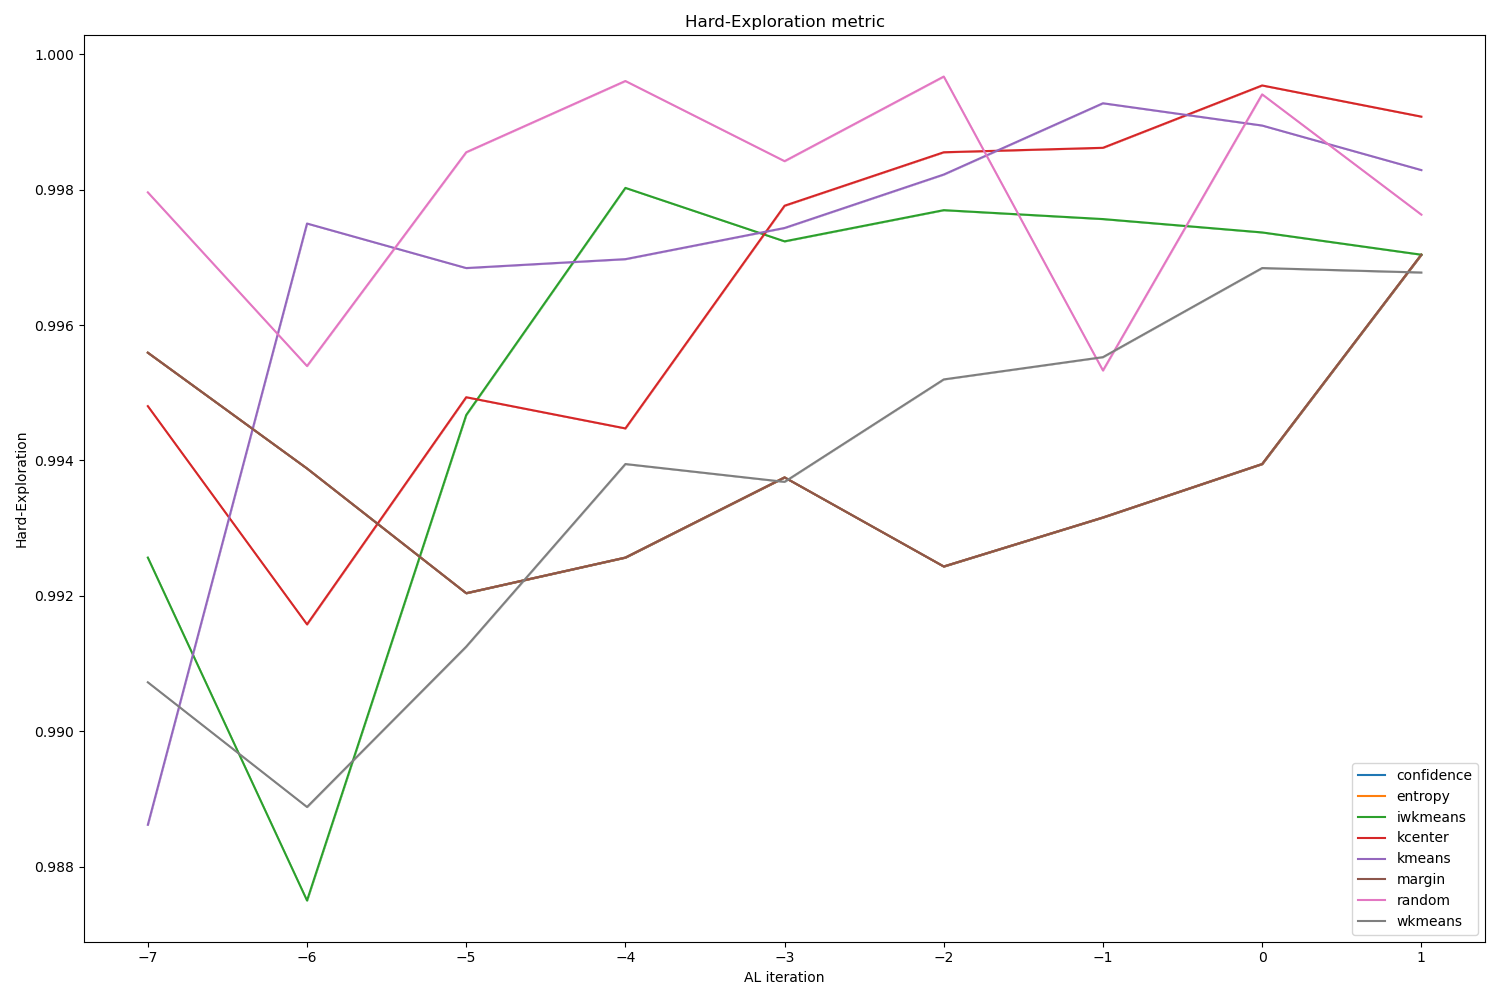 Hard-Exploration metric
1.000
0.998
0.996
0.994
0.992
0.990
0.988
Hard-Exploration
−7
−6
−5
−4
−3
−2
−1
0
1
AL iteration
confidence
entropy
iwkmeans
kcenter
kmeans
margin
random
wkmeans